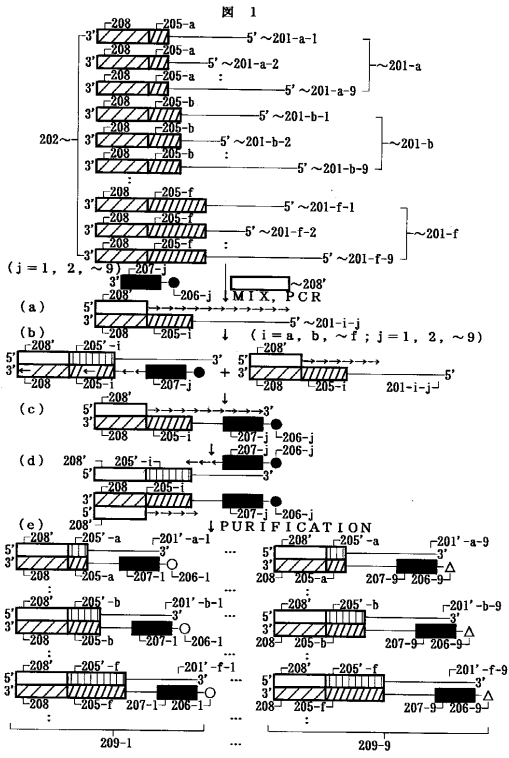 図 1
208 205-a
3' 5' ~201-a-1
208 205-a
3' 5' ~201-a-2 ~201-a
208 205-a :
3' 5' ~201-a-9
208 205-b
3' 5' ~201-b-1
208 205-b
202~ 3' 5' ~201-b-2 ~201-b
208 205-b :
3' 5' ~201-b-9
:
208 205-f
3' 5' ~201-f-1
208 205-f
3' 5' ~201-f-2 ~201-f
208 205-f :
3' 5' ~201-f-9
(j=1, 2, ~9) 207-j
3' ~208'
208' 206-j ↓MIX, PCR
(a) 5'
3' 5' ~201-i-j
208 205-i ↓ (i=a, b, ~f ; j=1, 2, ~9)
(b) 208' 205'-i 208'
5' 3' 5'
3' + 3' 5'
208 205-i 207-j 206-j 208 205-i 201-i-j
208' ↓
(c) 5' 3'
3'
208 205-i 207-j 206-j
↓ 207-j 206-j
(d) 208' 205'-i
5' 3'
208 205-i
3'
5' 207-j 206-j
208'
(e) ↓PURIFICATION
208' 205'-a 201'-a-1 … 208' 205'-a 201'-a-9
5' 3' 5' 3'
3' 3'
208 205-a 207-1 206-1 208 205-a 207-9 206-9
: … :
208' 205'-b 201'-b-1 208' 205'-b 201'-b-9
5' 3' 5' 3'
3' 3'
208 205-b 207-1 206-1 208 205-b 207-9 206-9
: … :
208' 205'-f 201'-f-1 208' 205'-f 201'-f-9
5' 3' 5' 3'
3' 3'
208 205-f 207-1 206-1 208 205-f 207-9 206-9
: … :
209-1 … 209-9